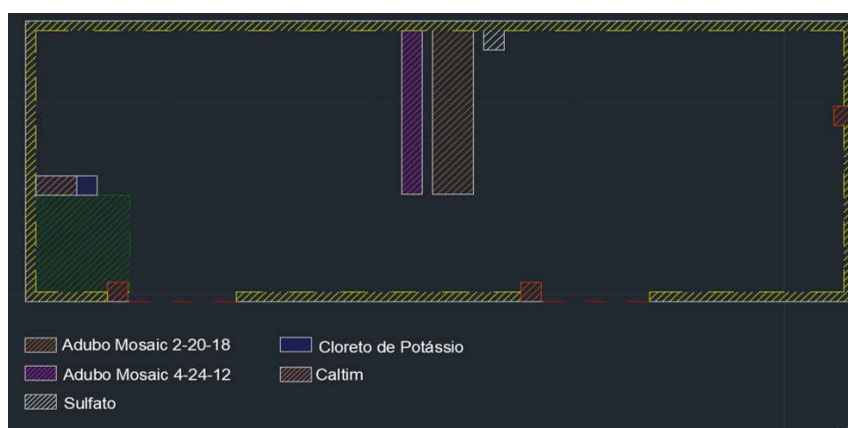 Adubo Mosaic 2-20-18
Cloreto de Potássio
Adubo Mosaic 4-24-12
Caltim
Sulfato